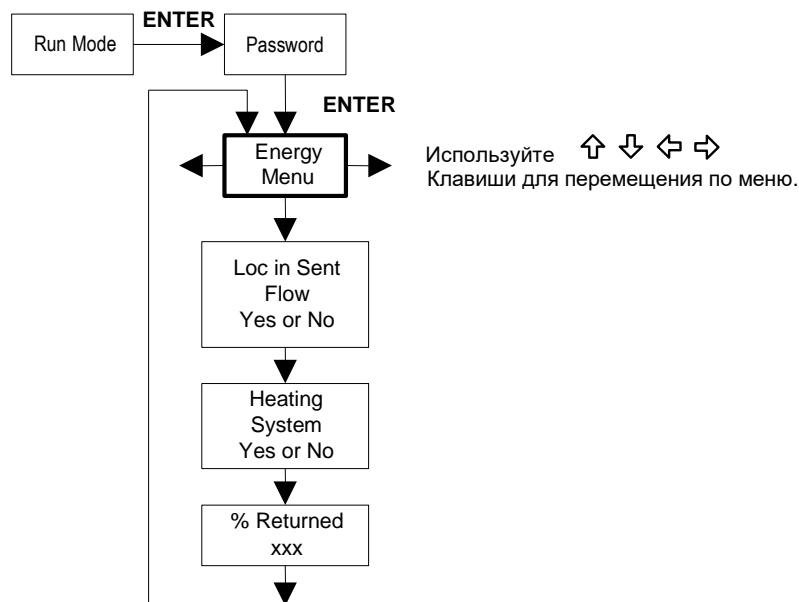 ENTER
Run Mode
Password
ENTER
Energy
Menu
Используйте
Клавиши для перемещения по меню.
Loc in Sent
Flow
Yes or No
Heating
System
Yes or No
% Returned
xxx